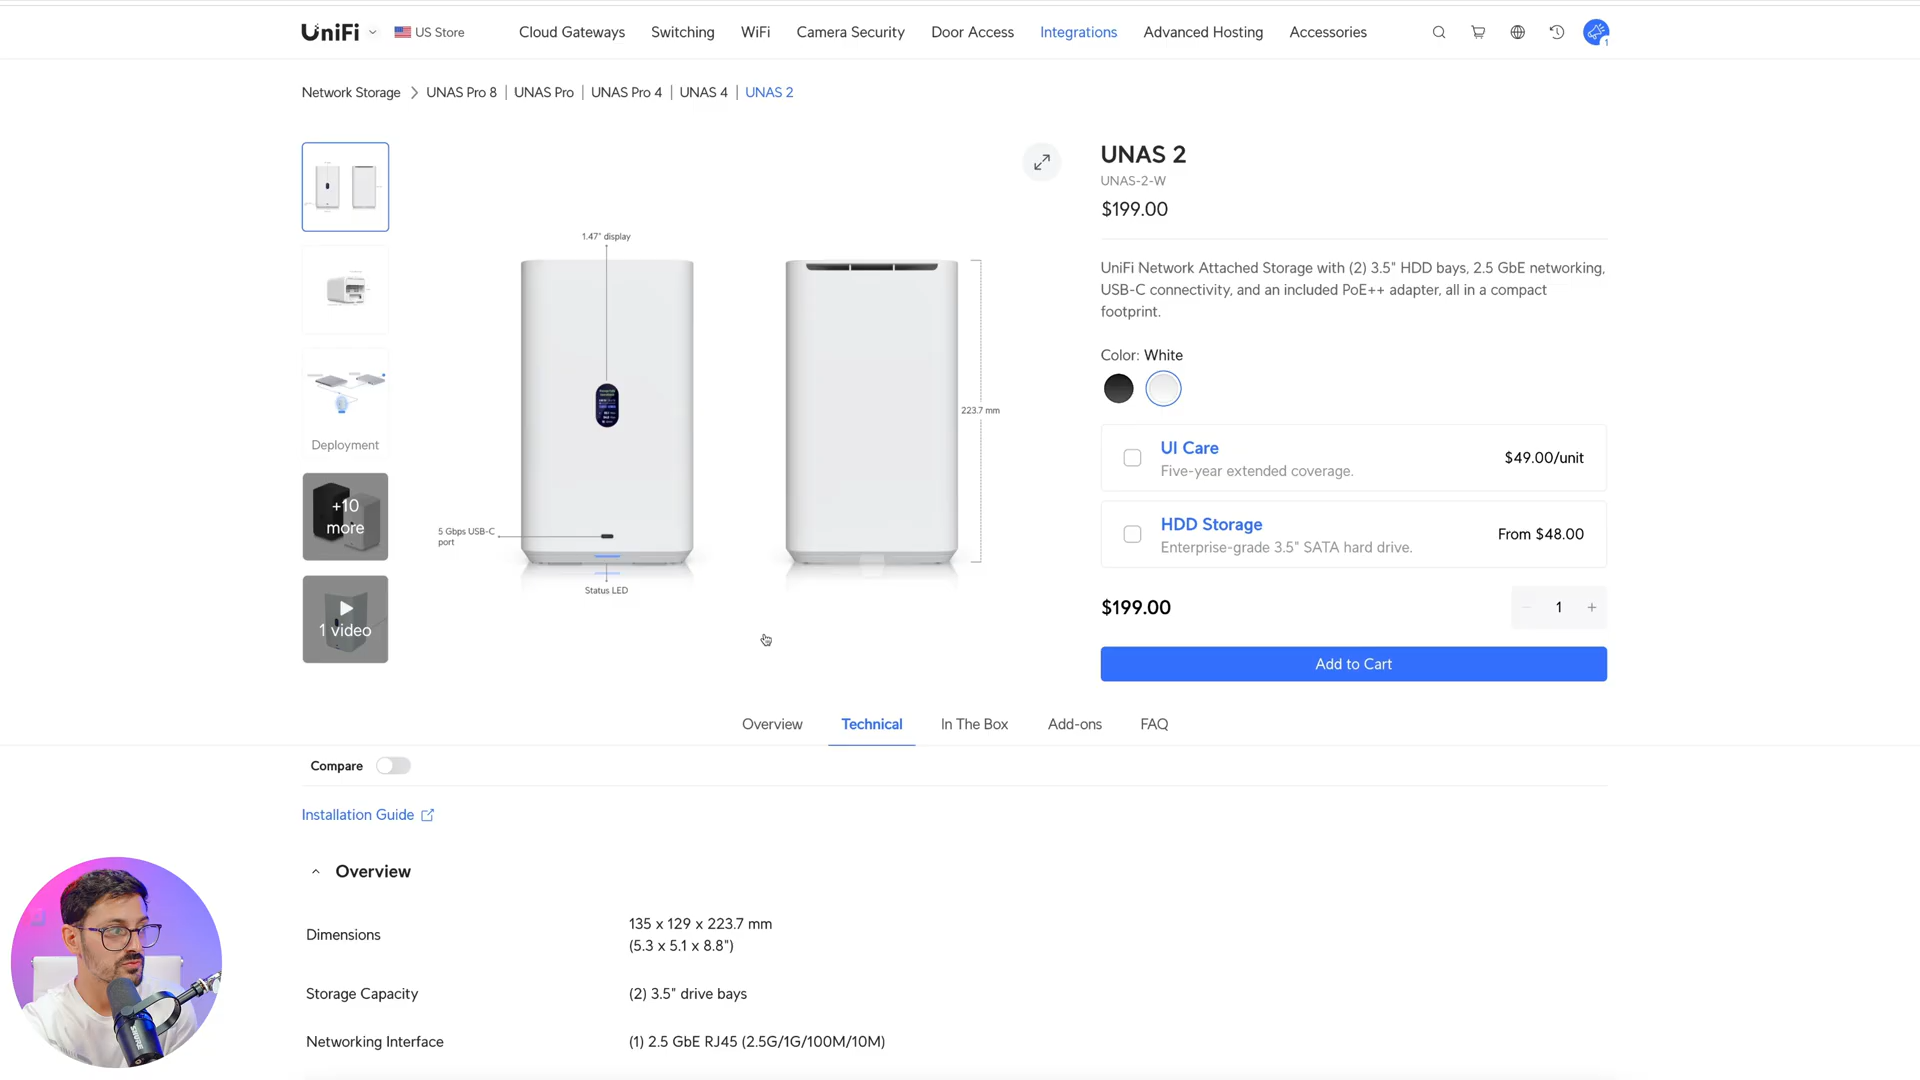 UniFi
US Store
Cloud Gateways
Switching
WiFi
Camera Security
Door Access
Integrations
Advanced Hosting
Accessories
1
Network Storage
UNAS Pro 8 | UNAS Pro | UNAS Pro 4 | UNAS 4 | UNAS 2
Deployment
+10
more
1 video
1.47" display
223.7 mm
5 Gbps USB-C
port
Status LED
UNAS 2
UNAS-2-W
$199.00
UniFi Network Attached Storage with (2) 3.5" HDD bays, 2.5 GbE networking,
USB-C connectivity, and an included PoE++ adapter, all in a compact
footprint.
Color: White
UI Care
Five-year extended coverage.
$49.00/unit
HDD Storage
Enterprise-grade 3.5" SATA hard drive.
From $48.00
$199.00
− 1 +
Add to Cart
Overview
Technical
In The Box
Add-ons
FAQ
Compare
Installation Guide
Overview
Dimensions
135 x 129 x 223.7 mm
(5.3 x 5.1 x 8.8")
Storage Capacity
(2) 3.5" drive bays
Networking Interface
(1) 2.5 GbE RJ45 (2.5G/1G/100M/10M)
SHURE